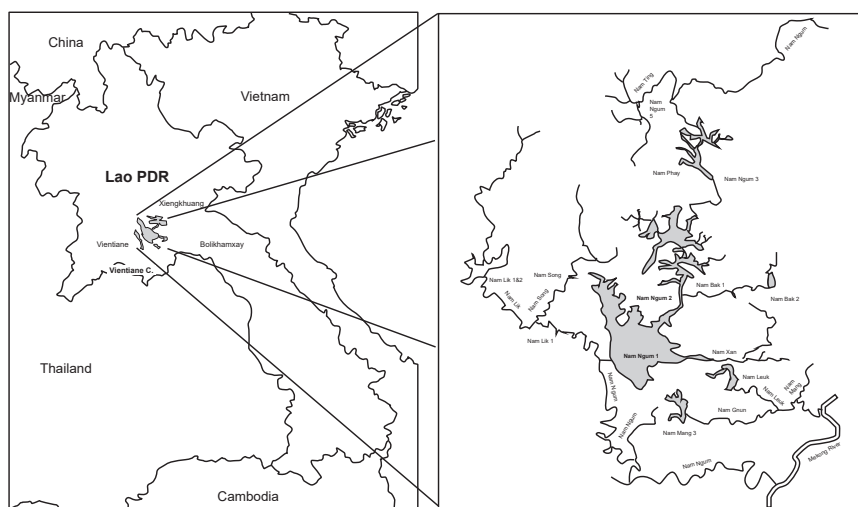 China
Myanmar
Vietnam
Lao PDR
Xiengkhuang
Vientiane
Bolikhamxay
Vientiane C.
Thailand
Cambodia
Nam Ngum
Nam Ting
Nam
Ngum
5
Nam Phay
Nam Ngum 3
Nam Lik 1&2
Nam Song
Nam Lik
Nam Song
Nam Ngum 2
Nam Bak 1
Nam Bak 2
Nam Lik 1
Nam Ngum 1
Nam Xan
Nam Ngum
Nam Leuk
Nam Leuk
Nam Mang
Nam Gnun
Nam Ngum
Nam Mang 3
Nam Ngum
Mekong River